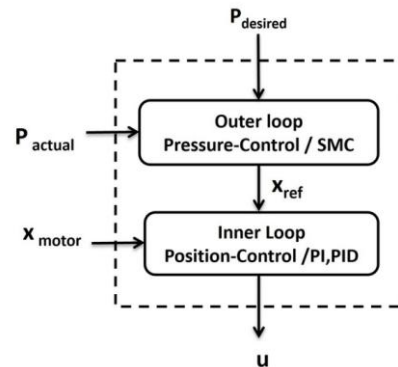 P desired
P actual
Outer loop
Pressure-Control / SMC
x ref
x motor
Inner Loop
Position-Control /PI,PID
u